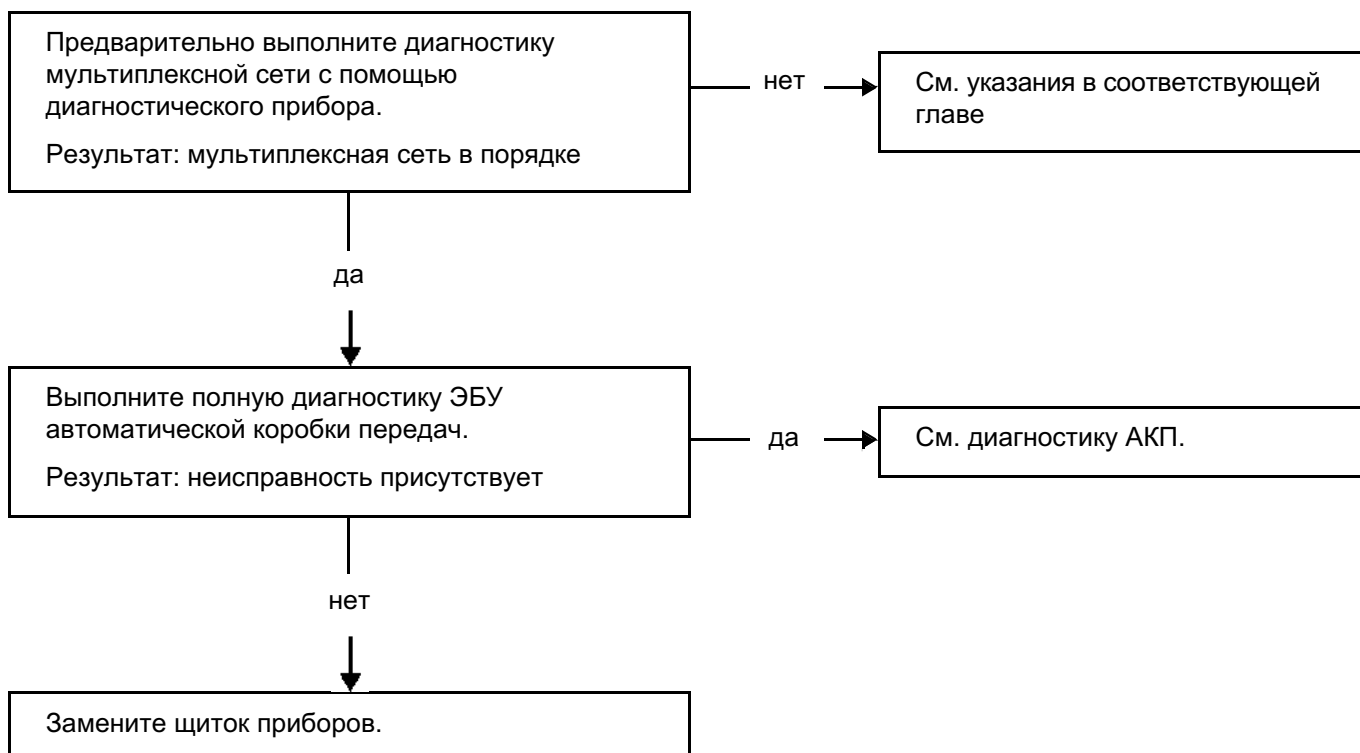 Предварительно выполните диагностику
мультиплексной сети с помощью
диагностического прибора.
Результат: мультиплексная сеть в порядке
нет
См. указания в соответствующей
главе
да
Выполните полную диагностику ЭБУ
автоматической коробки передач.
Результат: неисправность присутствует
да
См. диагностику АКП.
нет
Замените щиток приборов.